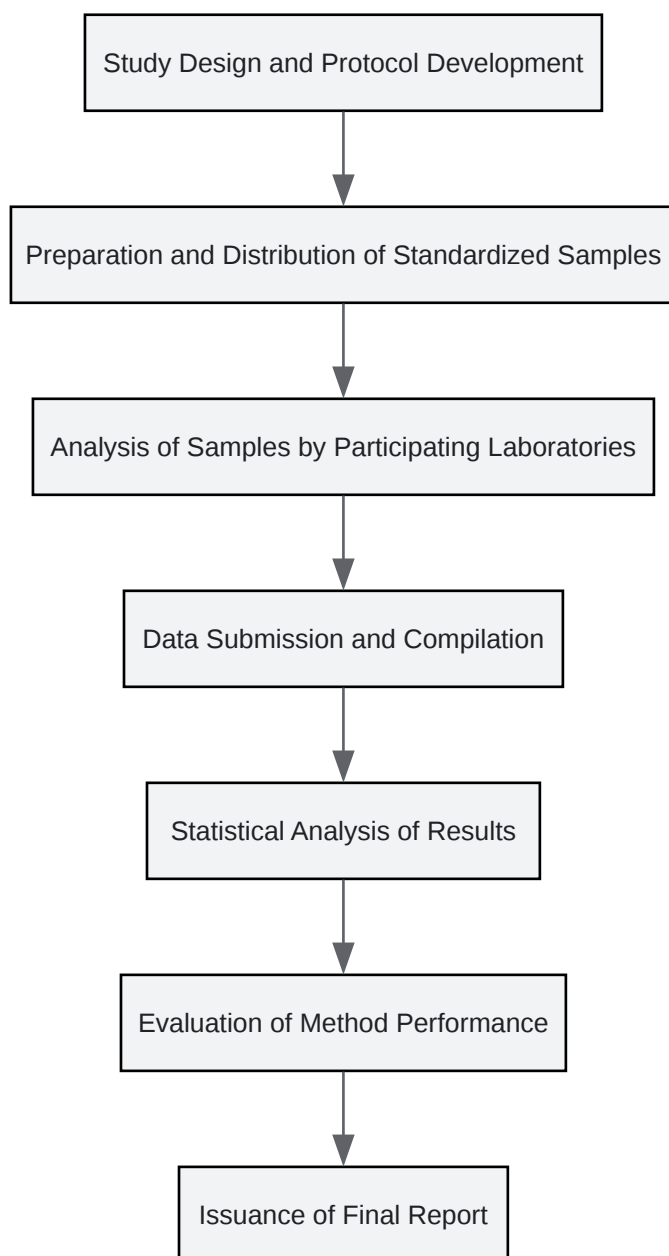 Study Design and Protocol Development
Preparation and Distribution of Standardized Samples
Analysis of Samples by Participating Laboratories
Data Submission and Compilation
Statistical Analysis of Results
Evaluation of Method Performance
Issuance of Final Report